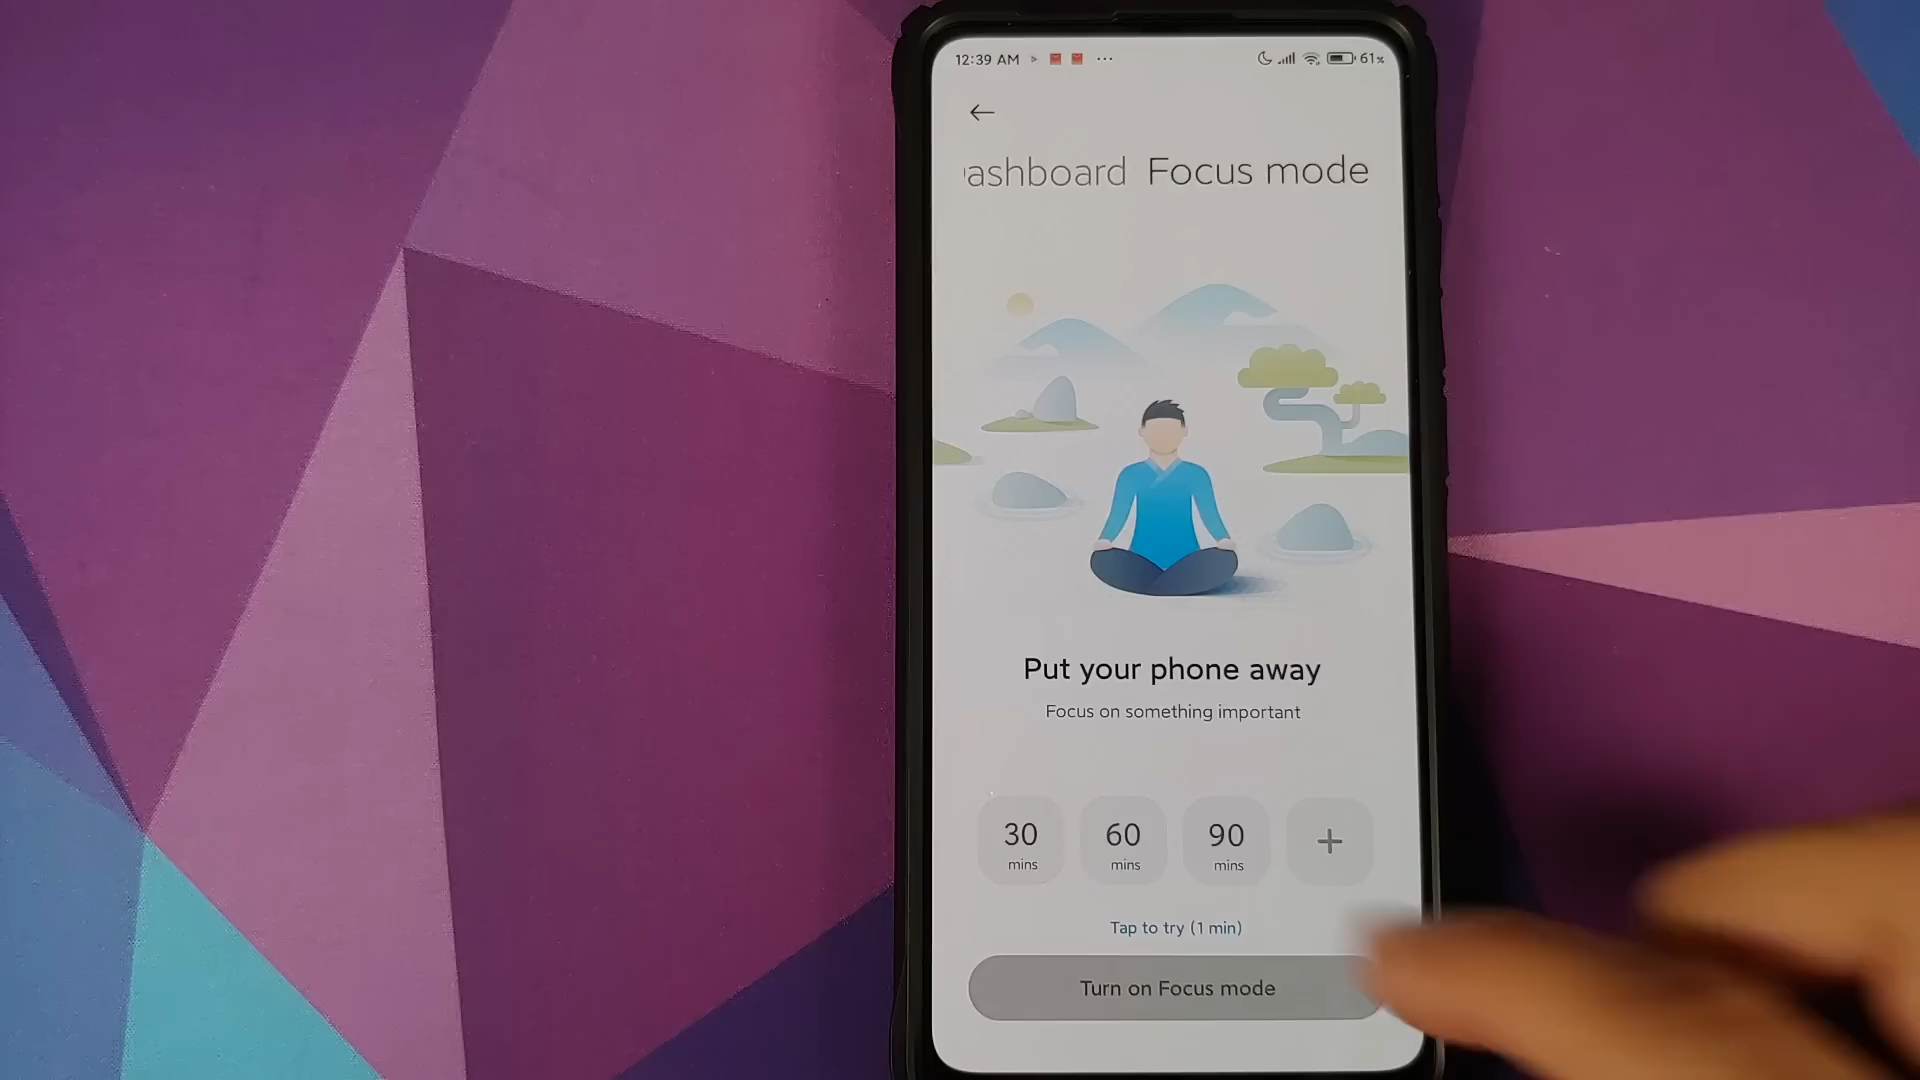 12:39 AM 61%
ashboard Focus mode
Put your phone away
Focus on something important
30 60 90 +
mins mins mins
Tap to try (1 min)
Turn on Focus mode